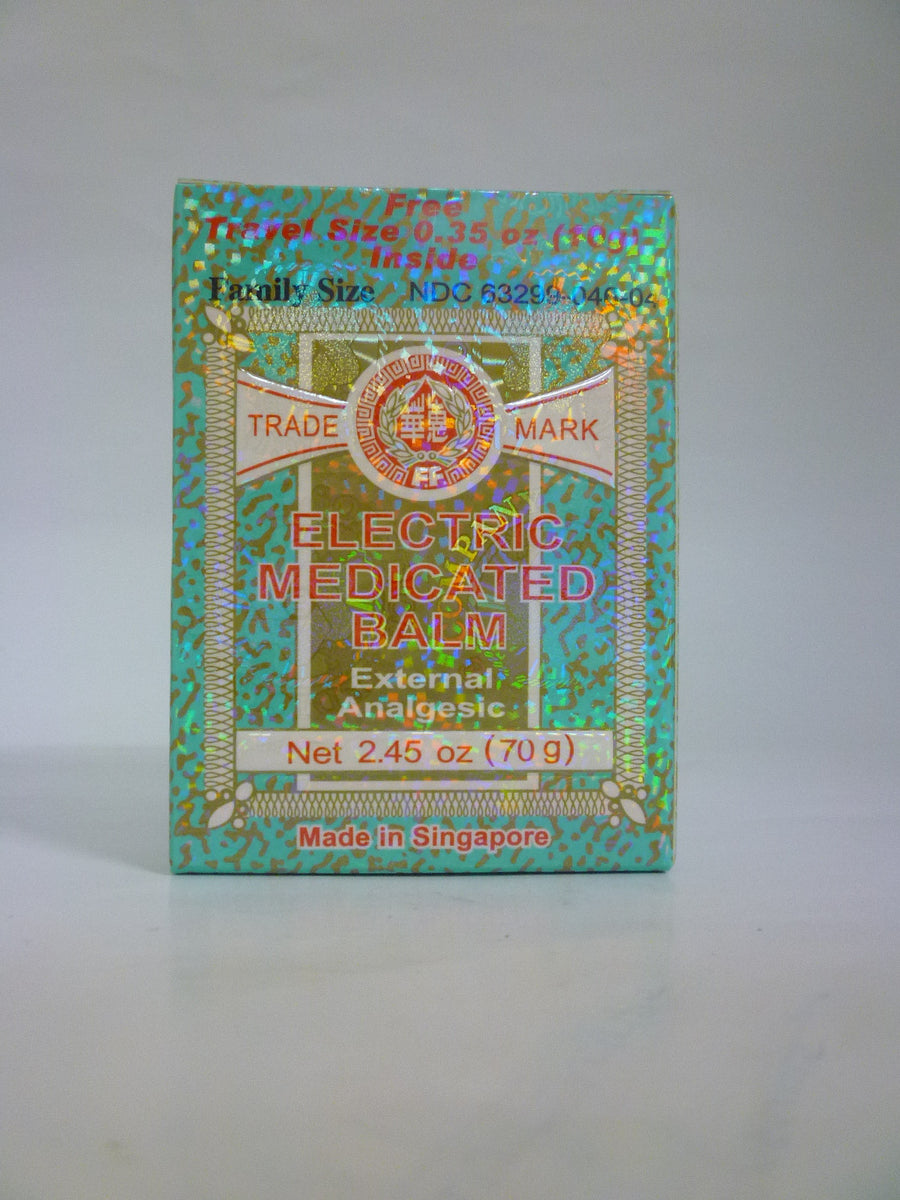 Free
Travel Size 0.35 oz (10g)
Inside
Family Size NDC 63299-040-04
TRADE MARK
FF
ELECTRIC
MEDICATED
BALM
External
Analgesic
Net 2.45 oz (70 g)
Made in Singapore